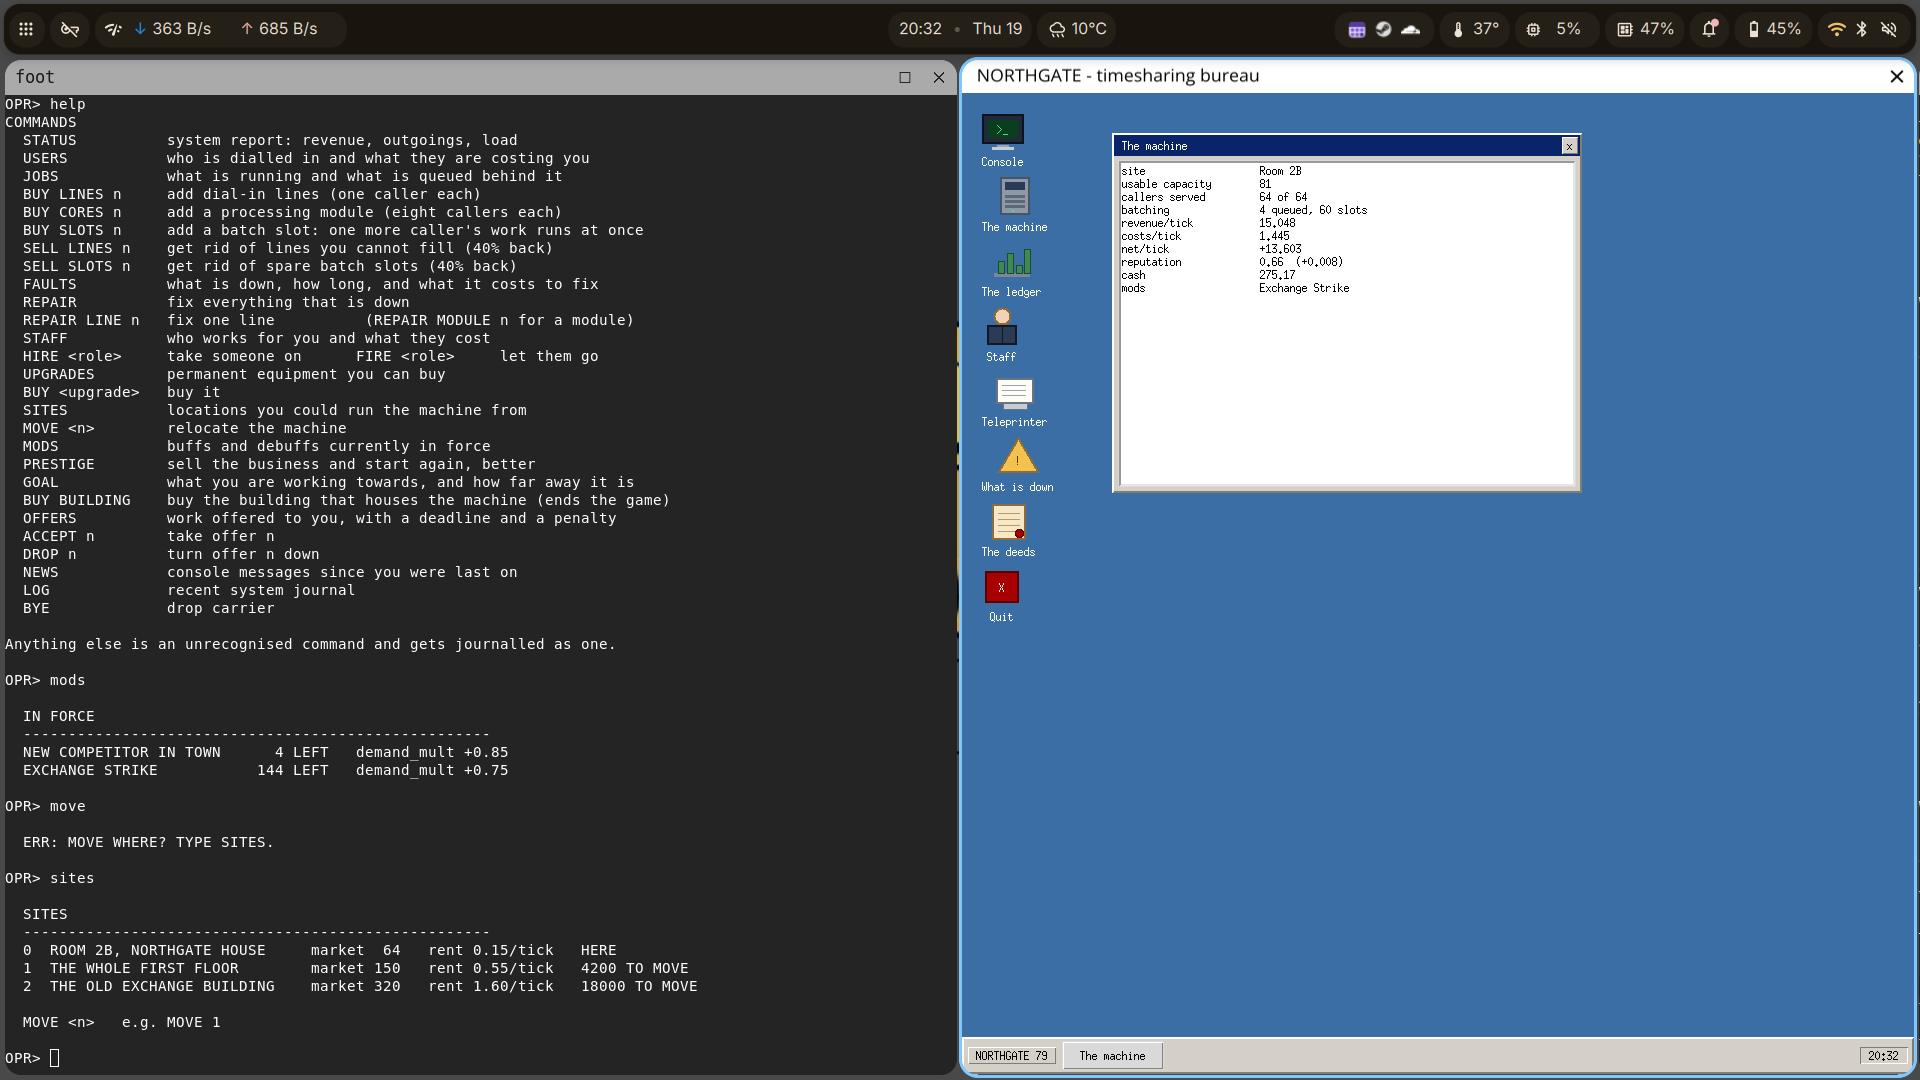 363 B/s 685 B/s 20:32 • Thu 19 10°C 37° 5% 47% 45%
foot
OPR> help
COMMANDS
STATUS system report: revenue, outgoings, load
USERS who is dialled in and what they are costing you
JOBS what is running and what is queued behind it
BUY LINES n add dial-in lines (one caller each)
BUY CORES n add a processing module (eight callers each)
BUY SLOTS n add a batch slot: one more caller's work runs at once
SELL LINES n get rid of lines you cannot fill (40% back)
SELL SLOTS n get rid of spare batch slots (40% back)
FAULTS what is down, how long, and what it costs to fix
REPAIR fix everything that is down
REPAIR LINE n fix one line (REPAIR MODULE n for a module)
STAFF who works for you and what they cost
HIRE <role> take someone on FIRE <role> let them go
UPGRADES permanent equipment you can buy
BUY <upgrade> buy it
SITES locations you could run the machine from
MOVE <n> relocate the machine
MODS buffs and debuffs currently in force
PRESTIGE sell the business and start again, better
GOAL what you are working towards, and how far away it is
BUY BUILDING buy the building that houses the machine (ends the game)
OFFERS work offered to you, with a deadline and a penalty
ACCEPT n take offer n
DROP n turn offer n down
NEWS console messages since you were last on
LOG recent system journal
BYE drop carrier
Anything else is an unrecognised command and gets journalled as one.
OPR> mods
IN FORCE
----------------------------------------------------
NEW COMPETITOR IN TOWN 4 LEFT demand_mult +0.85
EXCHANGE STRIKE 144 LEFT demand_mult +0.75
OPR> move
ERR: MOVE WHERE? TYPE SITES.
OPR> sites
SITES
----------------------------------------------------
0 ROOM 2B, NORTHGATE HOUSE market 64 rent 0.15/tick HERE
1 THE WHOLE FIRST FLOOR market 150 rent 0.55/tick 4200 TO MOVE
2 THE OLD EXCHANGE BUILDING market 320 rent 1.60/tick 18000 TO MOVE
MOVE <n> e.g. MOVE 1
OPR>
NORTHGATE - timesharing bureau
>_
Console
The machine
The ledger
Staff
Teleprinter
!
What is down
The deeds
X
Quit
The machine x
site Room 2B
usable capacity 81
callers served 64 of 64
batching 4 queued, 60 slots
revenue/tick 15.048
costs/tick 1.445
net/tick +13.603
reputation 0.66 (+0.008)
cash 275.17
mods Exchange Strike
NORTHGATE 79 The machine 20:32